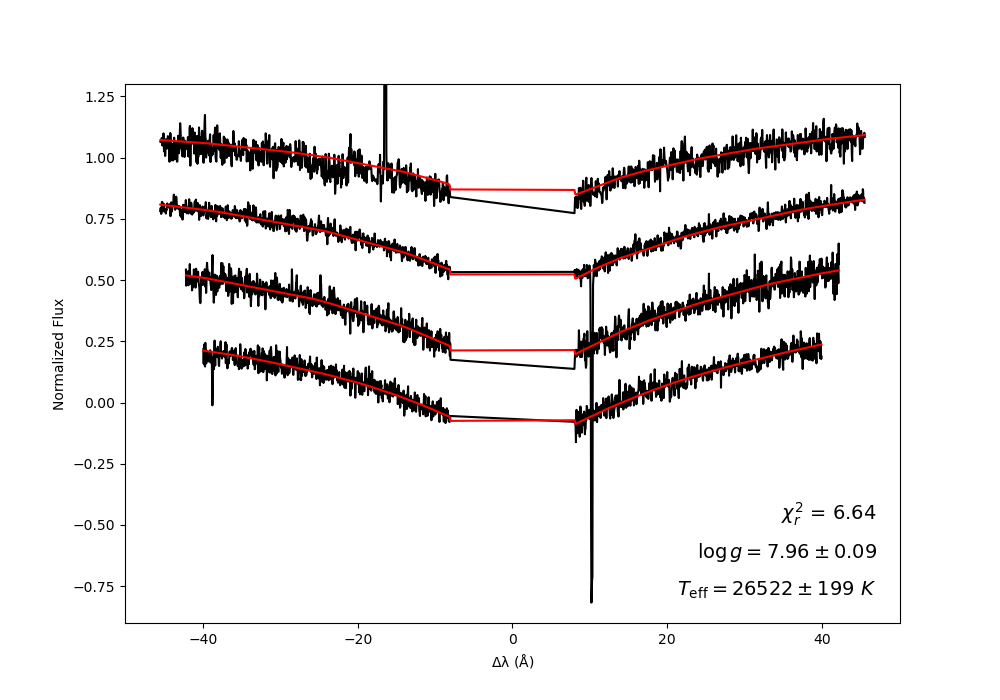 1.25
1.00
0.75
0.50
0.25
0.00
−0.25
−0.50
−0.75
Normalized Flux
χ²ᵣ = 6.64
log g = 7.96 ± 0.09
T_eff = 26522 ± 199 K
−40 −20 0 20 40
Δλ (Å)